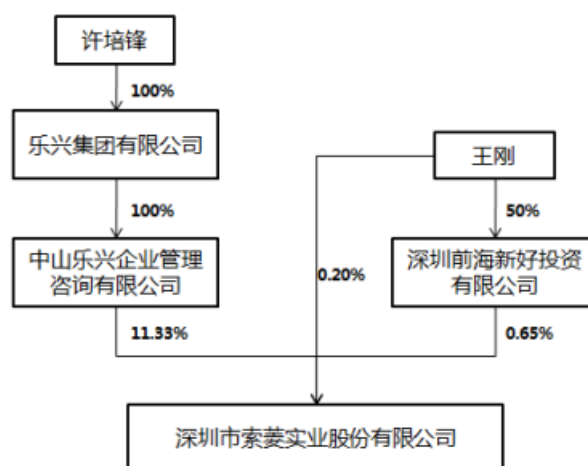 许培锋
100%
乐兴集团有限公司
王刚
100%
50%
中山乐兴企业管理
咨询有限公司
0.20%
深圳前海新好投资
有限公司
11.33%
0.65%
深圳市索菱实业股份有限公司